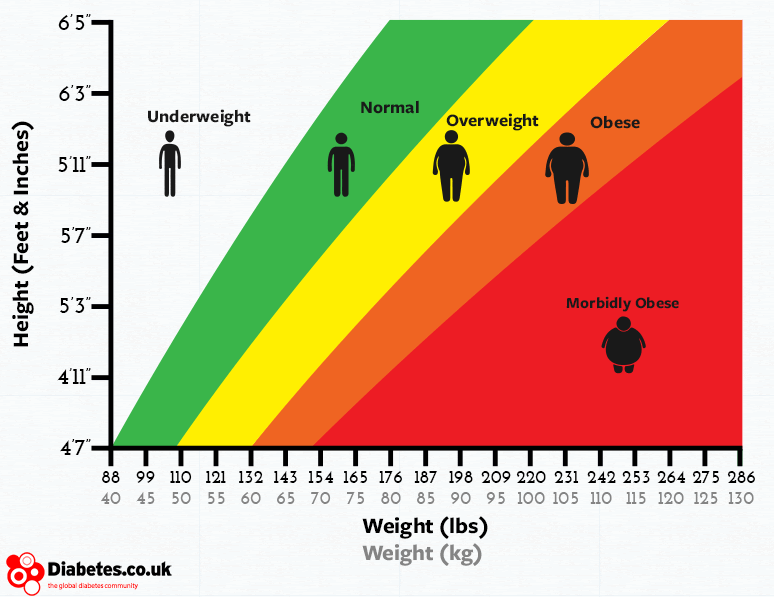 6'5"
6'3"
5'11"
5'7"
5'3"
4'11"
4'7"
Height (Feet & Inches)
Underweight
Normal
Overweight
Obese
Morbidly Obese
88 99 110 121 132 143 154 165 176 187 198 209 220 231 242 253 264 275 286
40 45 50 55 60 65 70 75 80 85 90 95 100 105 110 115 120 125 130
Weight (lbs)
Weight (kg)
Diabetes.co.uk
the global diabetes community